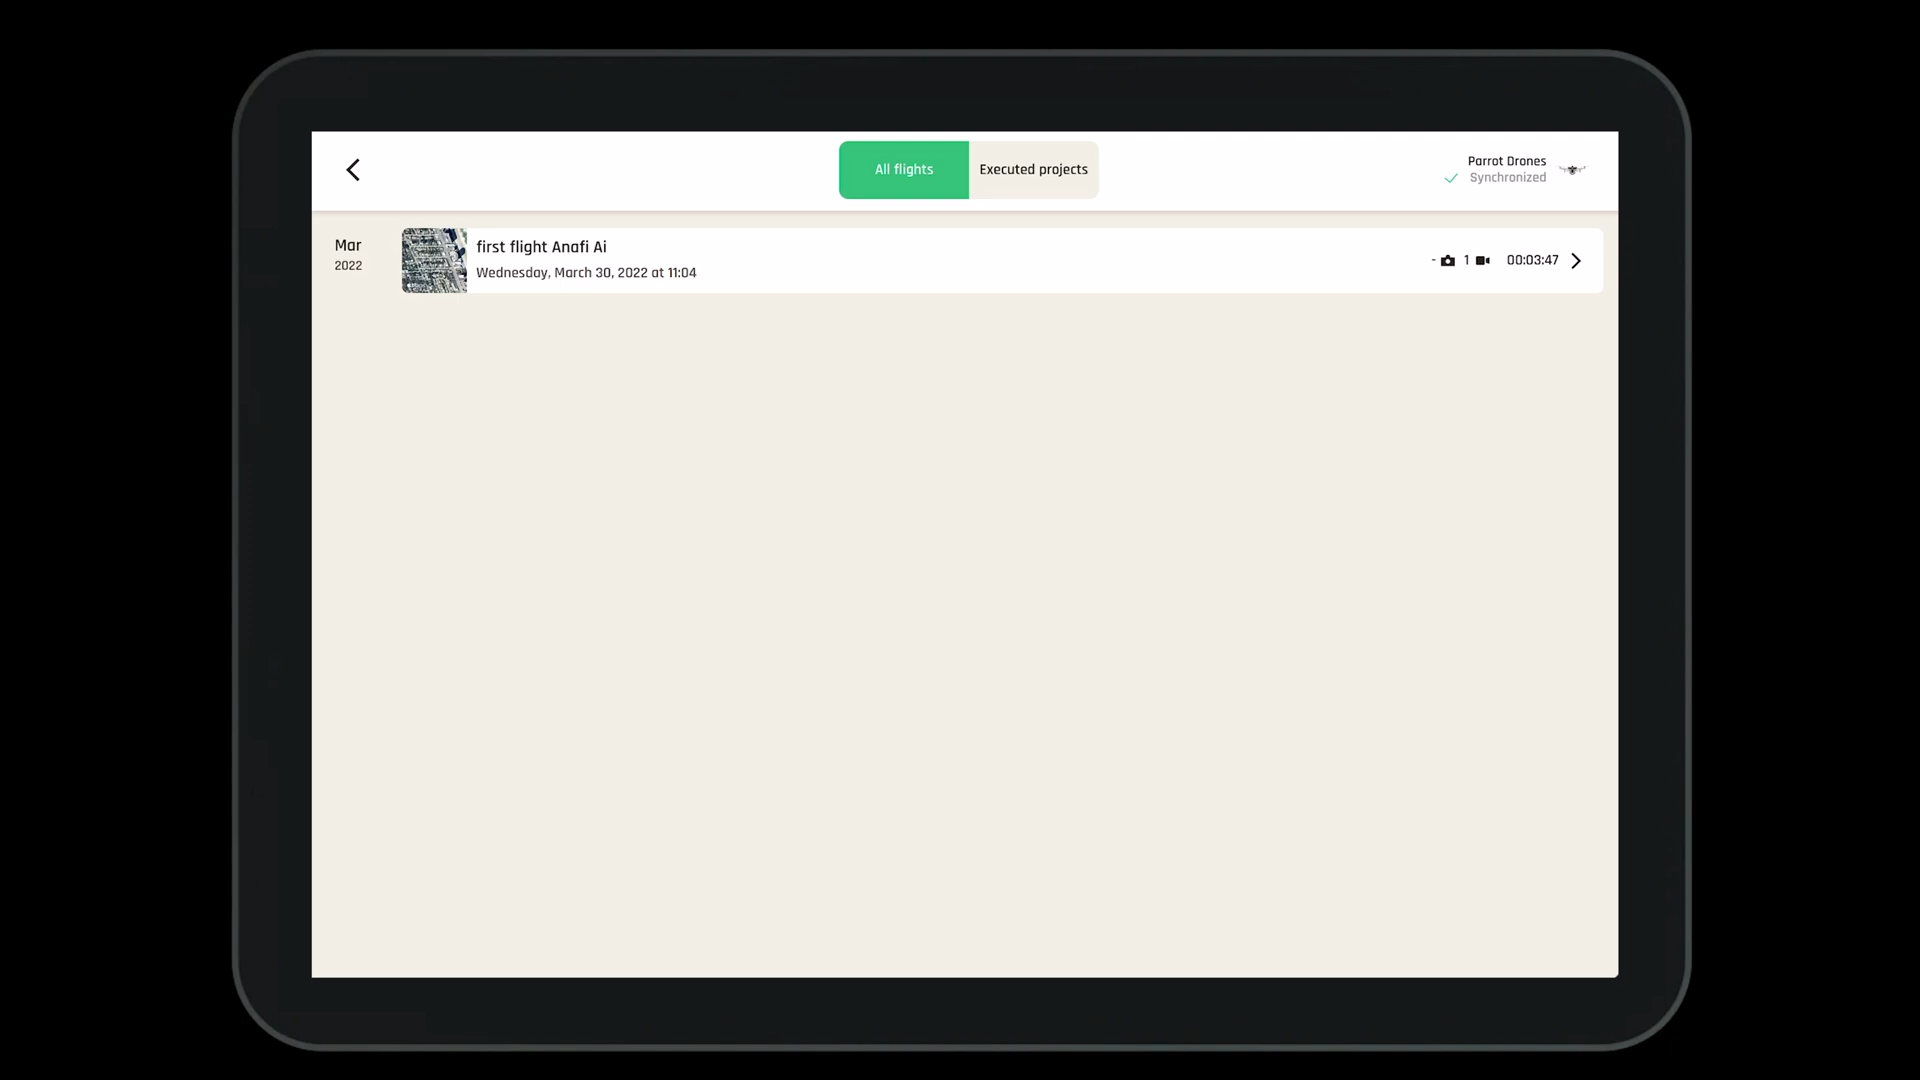 All flights
Executed projects
Parrot Drones
Synchronized
Mar
2022
first flight Anafi Ai
Wednesday, March 30, 2022 at 11:04
- 1 00:03:47